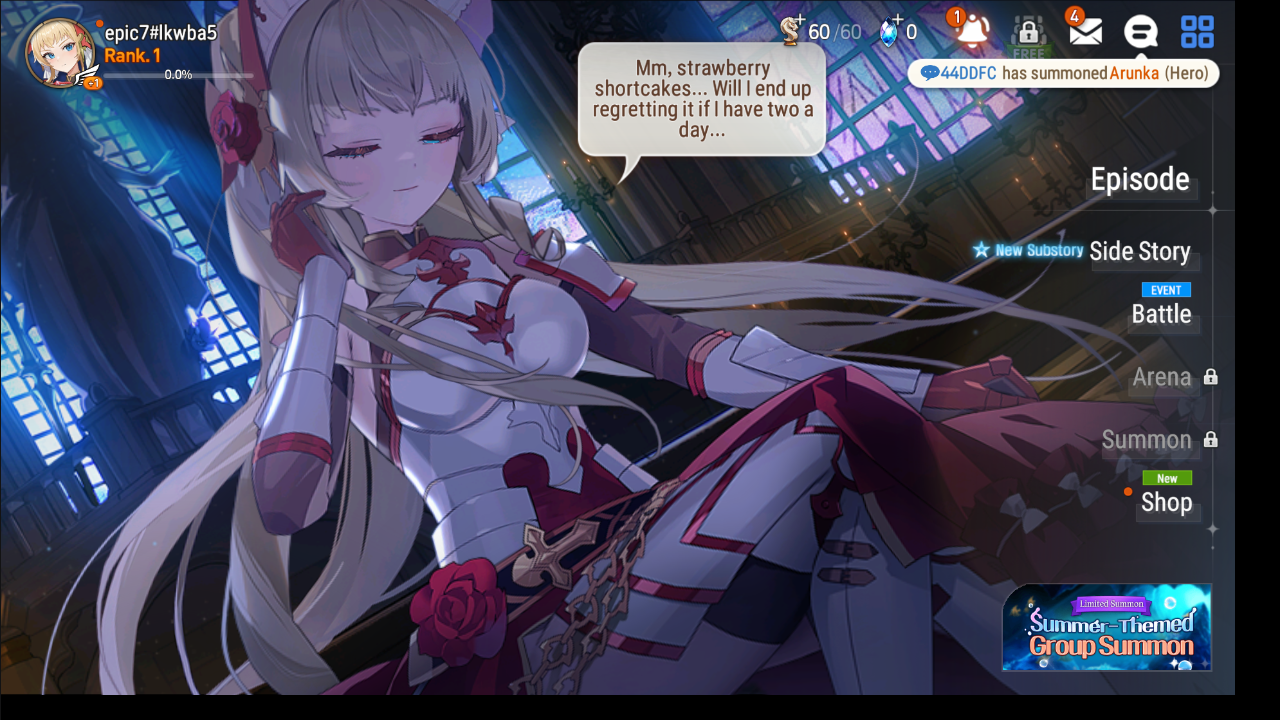 epic7#lkwba5
Rank.1
+1
0.0%
60/60
0
1
FREE
4
44DDFC has summoned Arunka (Hero)
Mm, strawberry
shortcakes... Will I end up
regretting it if I have two a
day...
Episode
New Substory Side Story
EVENT
Battle
Arena
Summon
New
Shop
Limited Summon
Summer-Themed
Group Summon